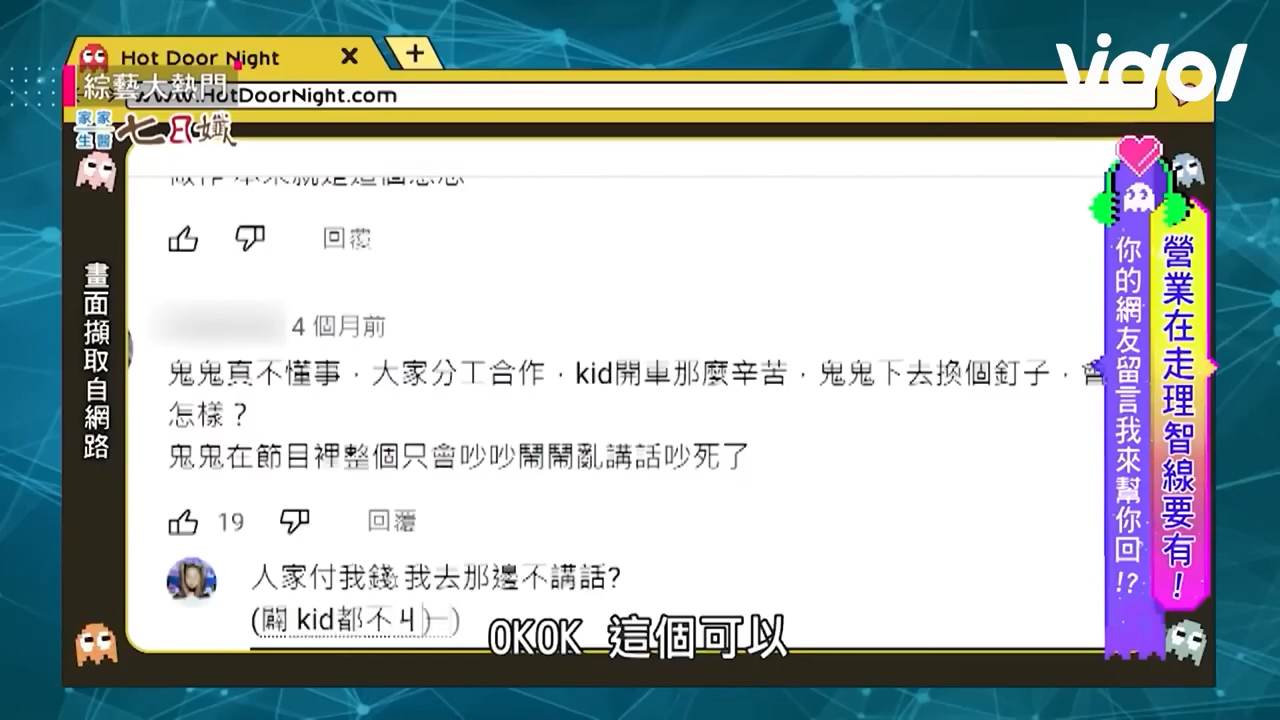 Hot Door Night
綜藝大熱門
www.HotDoorNight.com
家家
生醫
七日孅
Vidol
回覆
4 個月前
鬼鬼真不懂事，大家分工合作，kid開車那麼辛苦，鬼鬼下去換個釘子，會
怎樣？
鬼鬼在節目裡整個只會吵吵鬧鬧亂講話吵死了
19
回覆
人家付我錢 我去那邊不講話?
kid都不ㄐ
OKOK 這個可以
畫面擷取自網路
營業在走理智線要有!
你的網友留言我來幫你回!?